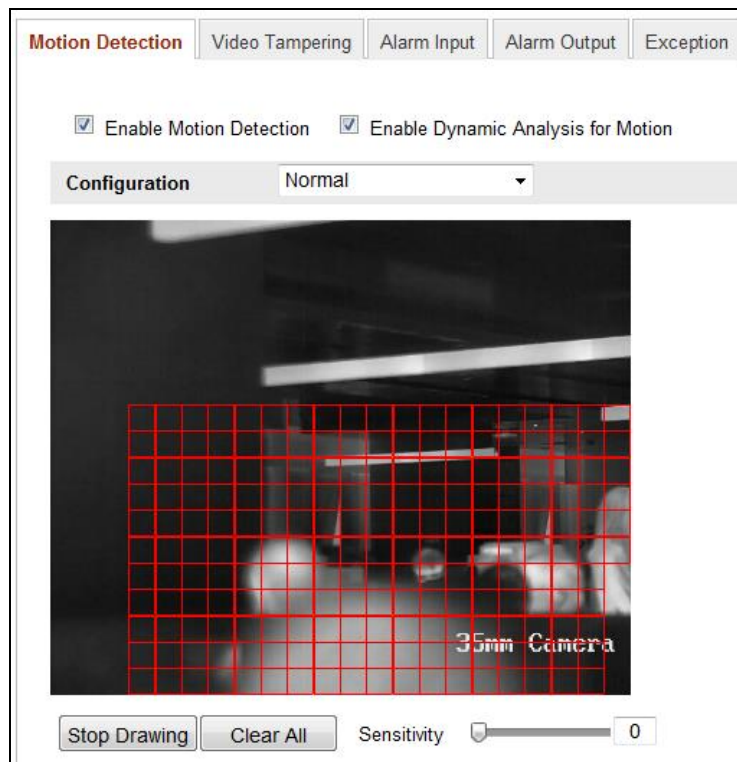 Motion Detection Video Tampering Alarm Input Alarm Output Exception
Enable Motion Detection Enable Dynamic Analysis for Motion
Configuration Normal
35mm Camera
Stop Drawing Clear All Sensitivity 0